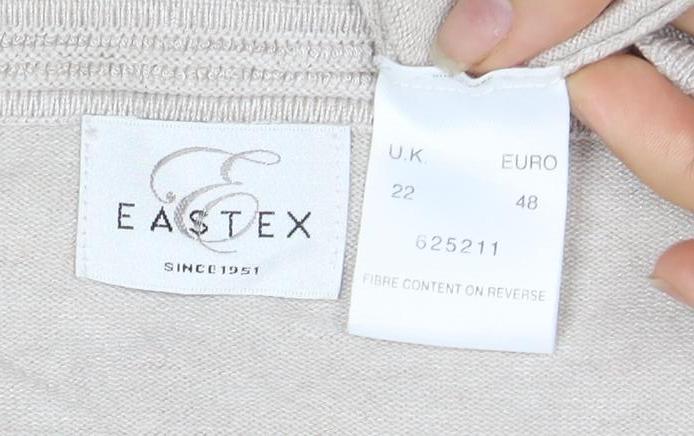 E
EASTEX
SINCE 1951
U.K. EURO
22 48
625211
FIBRE CONTENT ON REVERSE